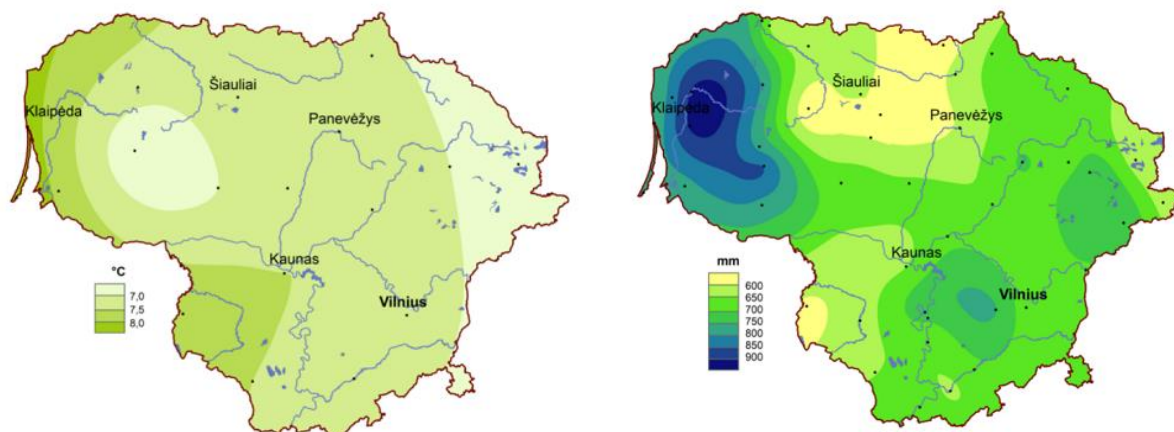 Klaipėda
Šiauliai
Panevėžys
Kaunas
Vilnius
°C
7,0
7,5
8,0
Klaipėda
Šiauliai
Panevėžys
Kaunas
Vilnius
mm
600
650
700
750
800
850
900